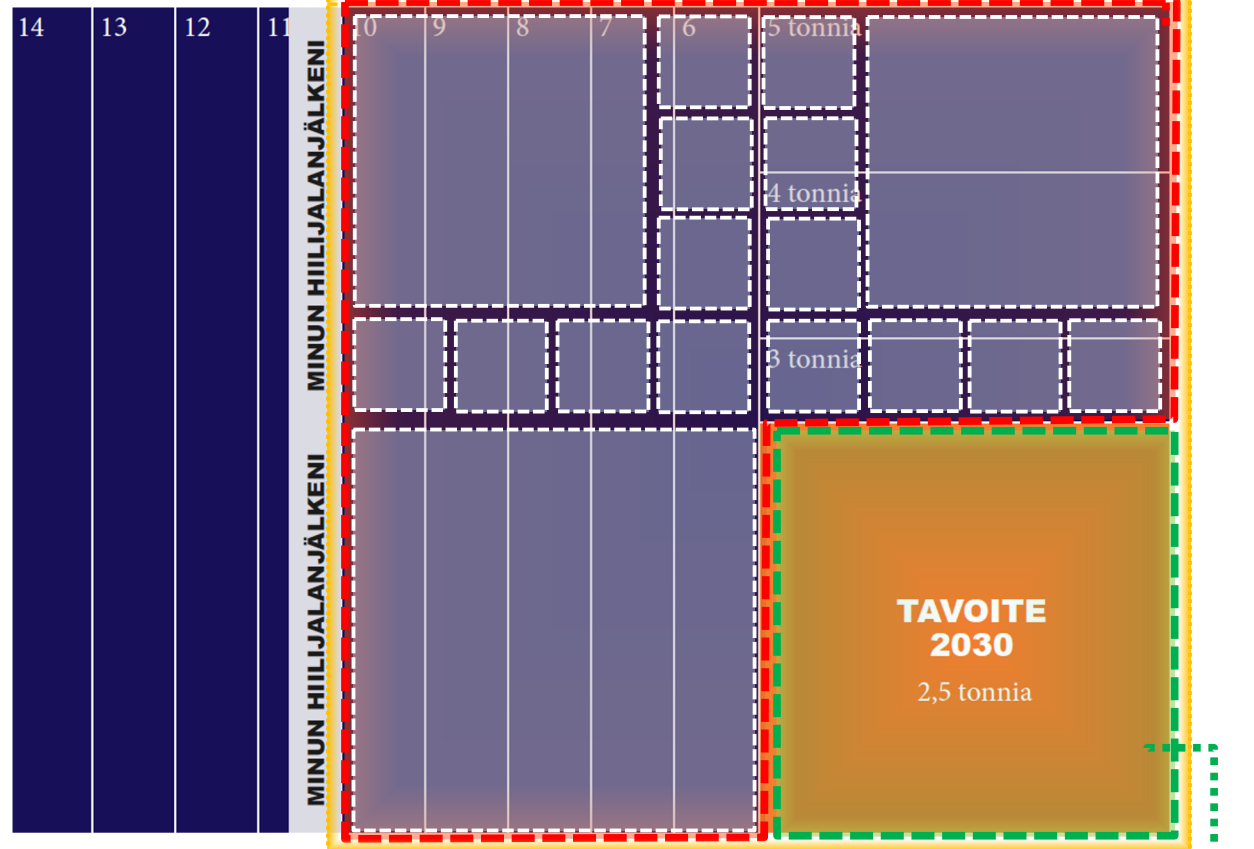 14
13
12
11
10
9
8
7
6
5 tonnia
4 tonnia
3 tonnia
MINUN HIILIJALANJÄLKENI
MINUN HIILIJALANJÄLKENI
TAVOITE
2030
2,5 tonnia